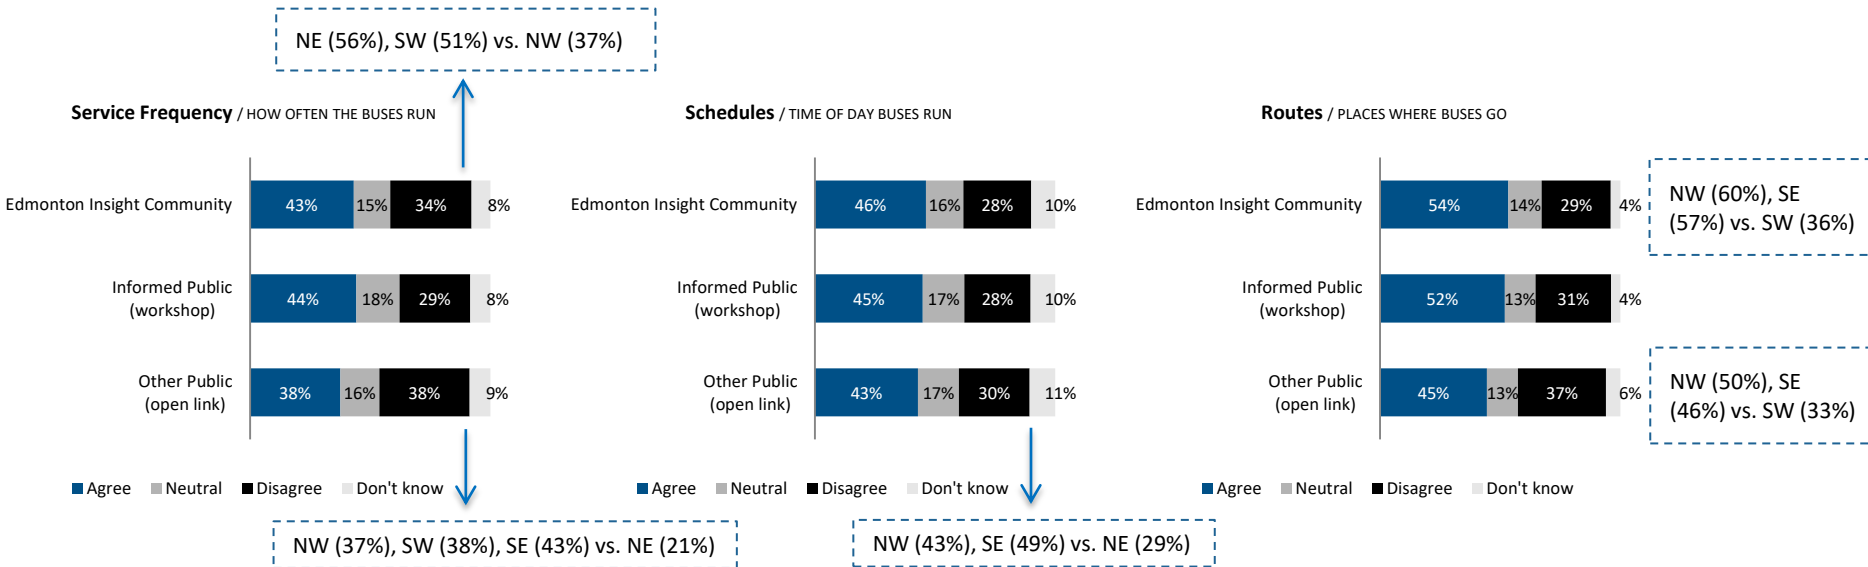 NE (56%), SW (51%) vs. NW (37%)
Service Frequency / HOW OFTEN THE BUSES RUN
Edmonton Insight Community
43%
15%
34%
8%
Informed Public
(workshop)
44%
18%
29%
8%
Other Public
(open link)
38%
16%
38%
9%
Agree
Neutral
Disagree
Don't know
NW (37%), SW (38%), SE (43%) vs. NE (21%)
Schedules / TIME OF DAY BUSES RUN
Edmonton Insight Community
46%
16%
28%
10%
Informed Public
(workshop)
45%
17%
28%
10%
Other Public
(open link)
43%
17%
30%
11%
Agree
Neutral
Disagree
Don't know
NW (43%), SE (49%) vs. NE (29%)
Routes / PLACES WHERE BUSES GO
Edmonton Insight Community
54%
14%
29%
4%
NW (60%), SE
(57%) vs. SW (36%)
Informed Public
(workshop)
52%
13%
31%
4%
Other Public
(open link)
45%
13%
37%
6%
NW (50%), SE
(46%) vs. SW (33%)
Agree
Neutral
Disagree
Don't know